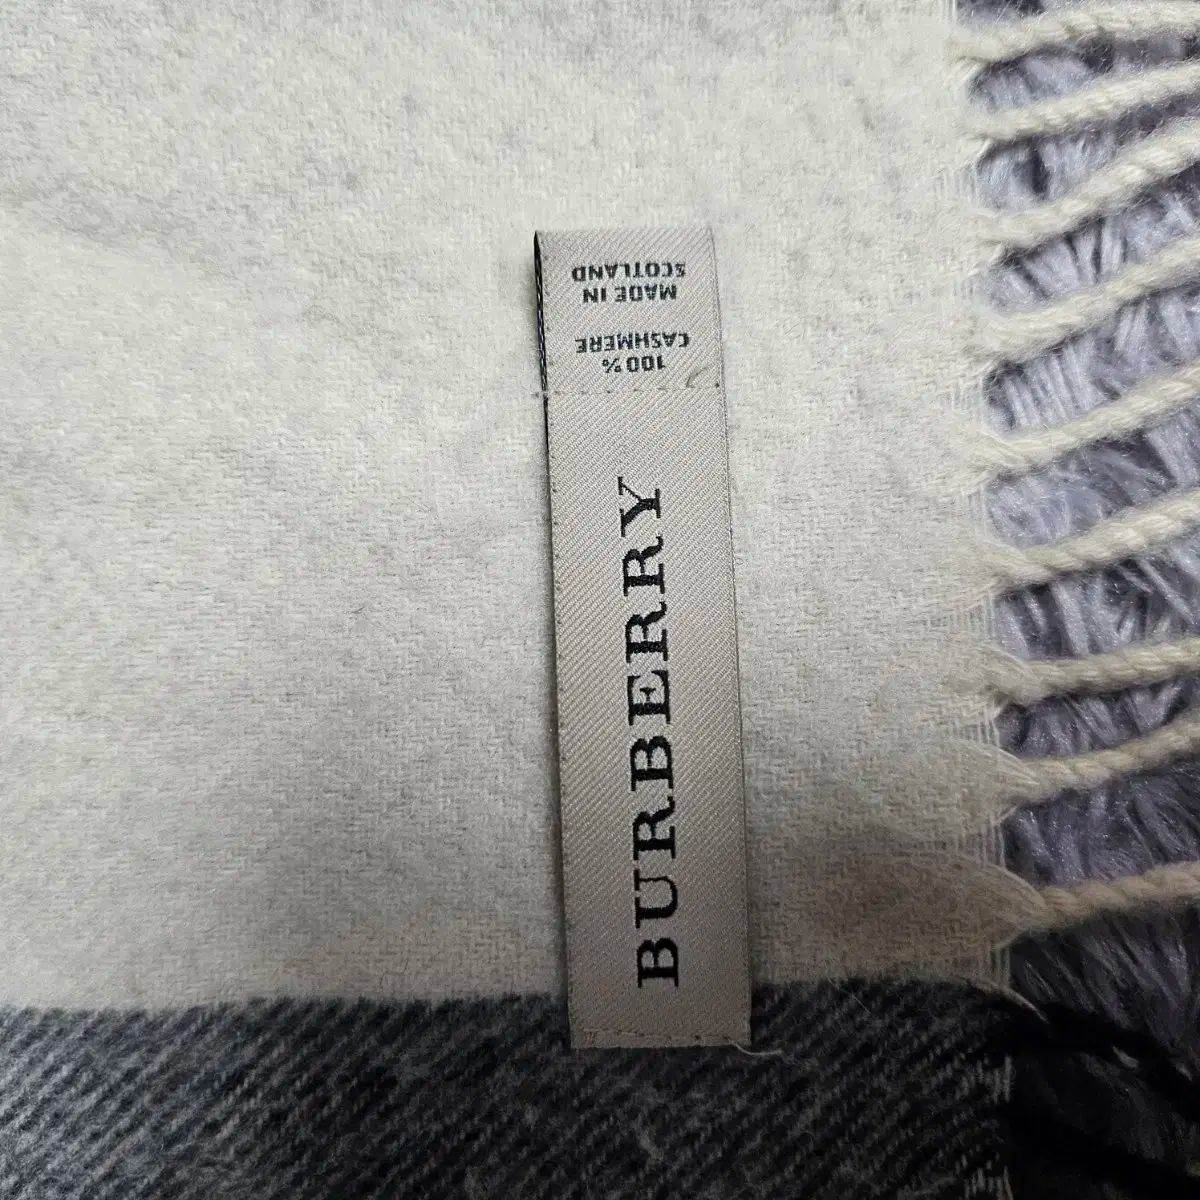 BURBERRY
100%
CASHMERE
MADE IN
SCOTLAND